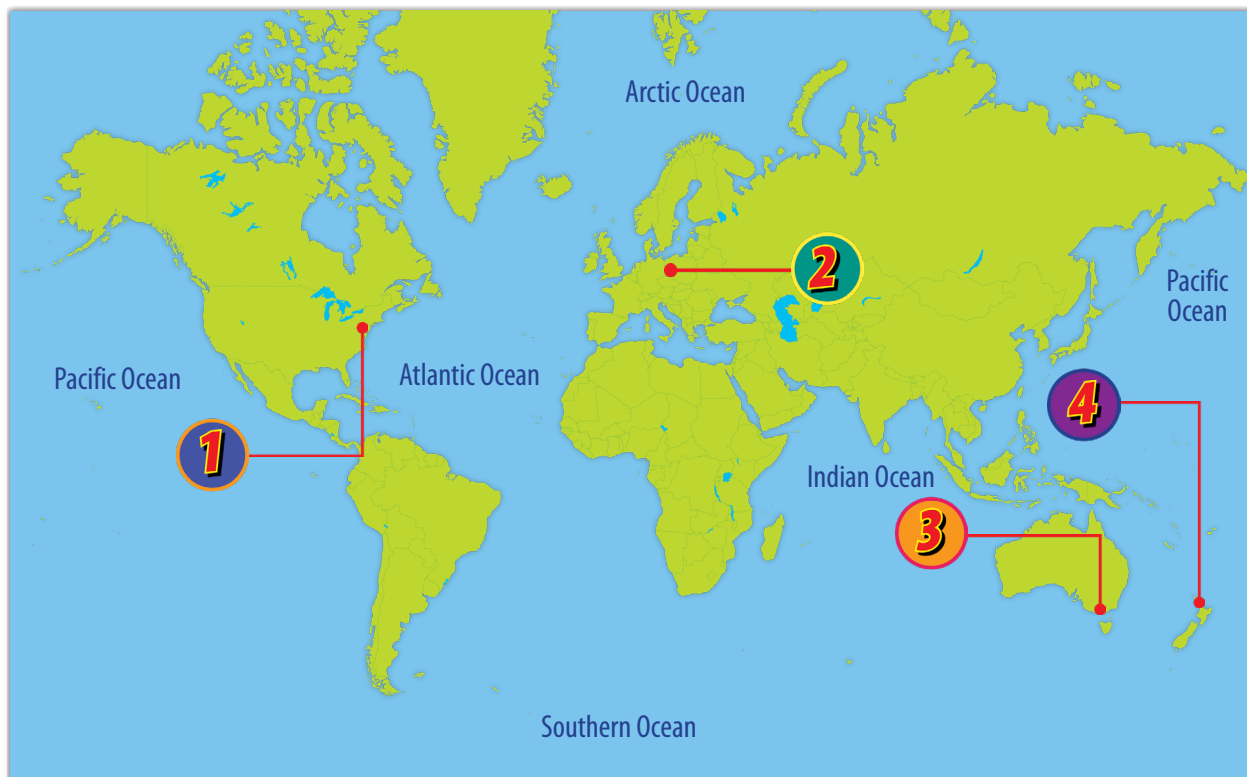 Arctic Ocean
2
Pacific
Ocean
Pacific Ocean
Atlantic Ocean
4
1
Indian Ocean
3
Southern Ocean